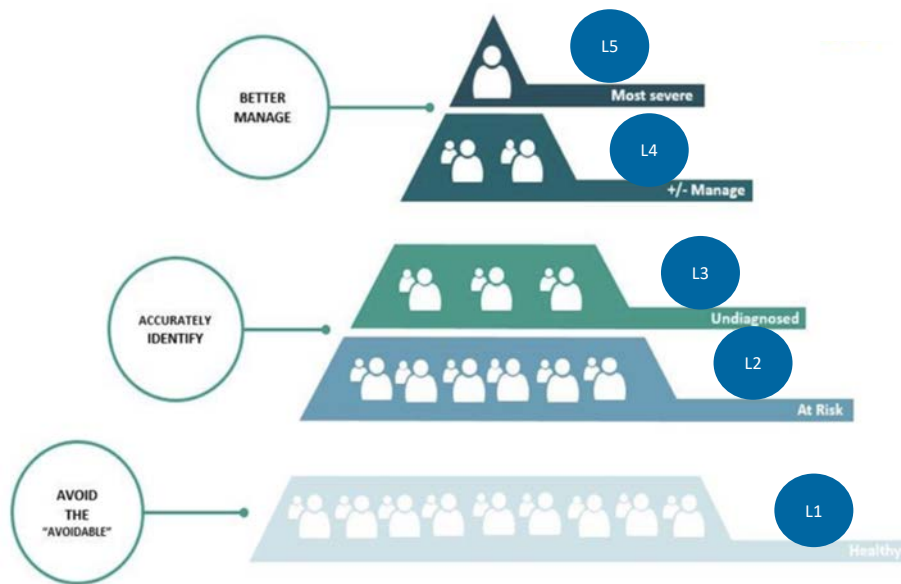 L5
BETTER
MANAGE
Most severe
L4
+/- Manage
L3
ACCURATELY
IDENTIFY
Undiagnosed
L2
At Risk
AVOID
THE
"AVOIDABLE"
L1
Healthy